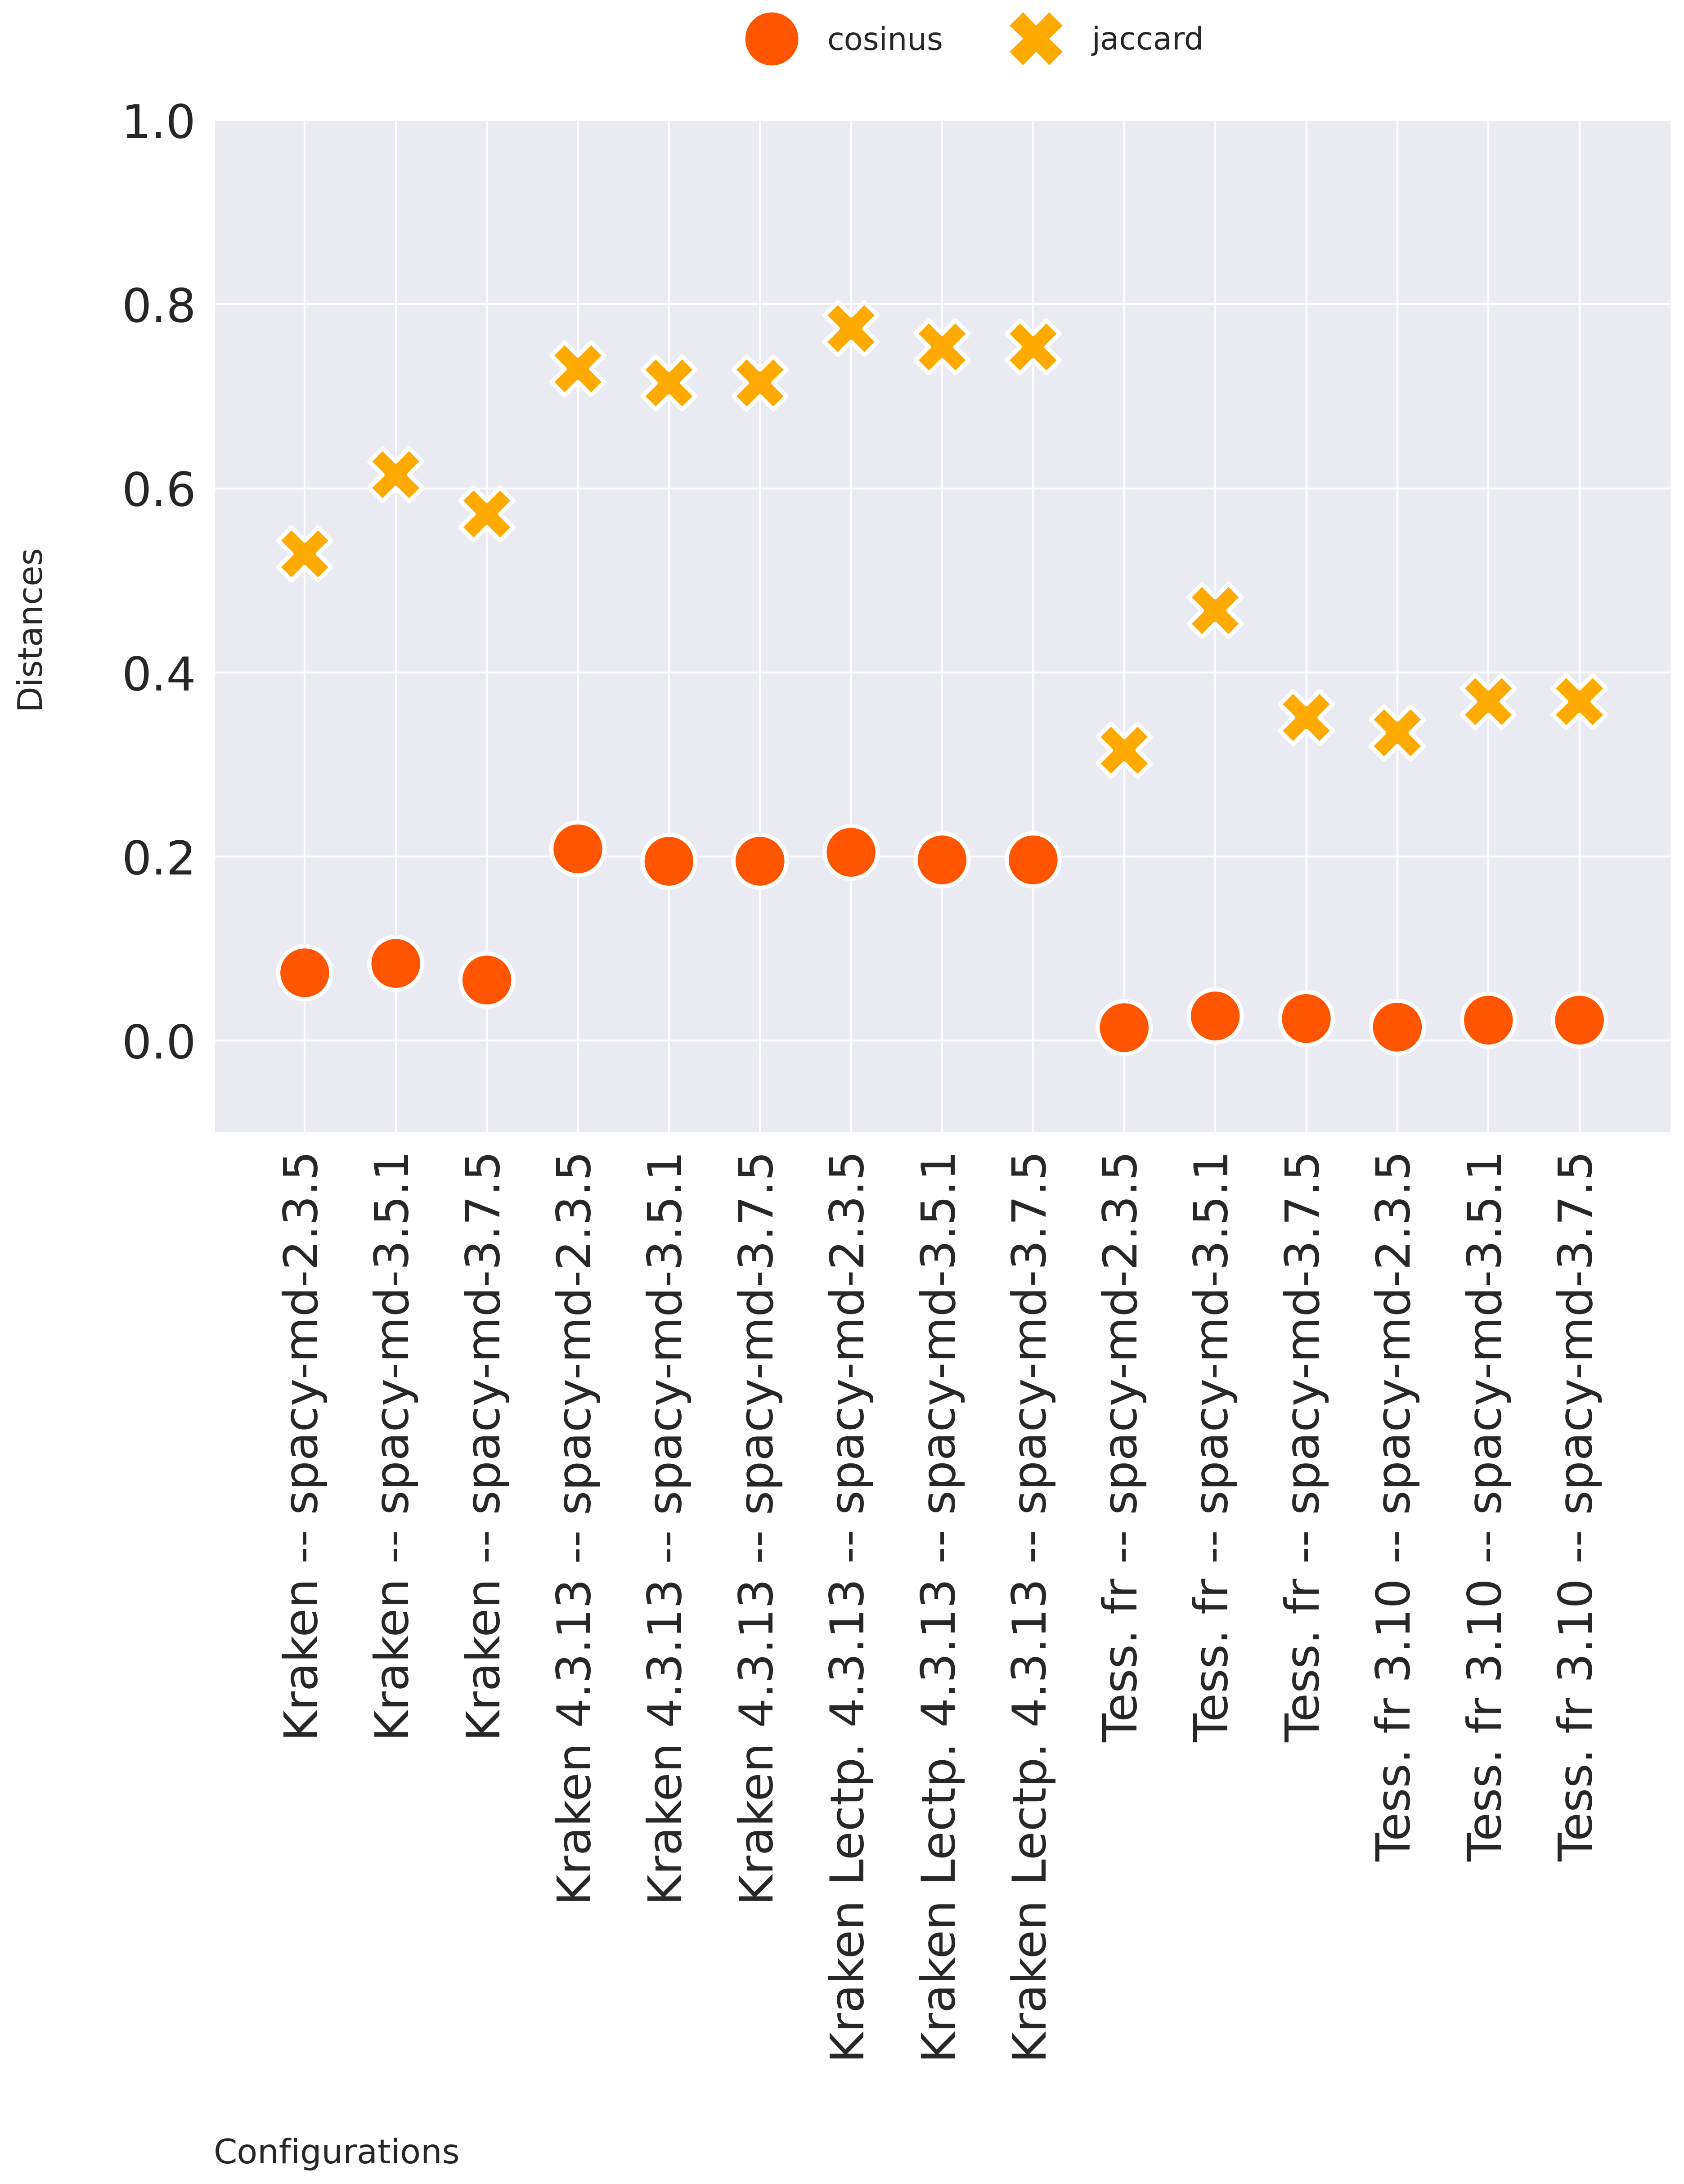 cosinus
jaccard
Distances
1.0
0.8
0.6
0.4
0.2
0.0
Kraken -- spacy-md-2.3.5
Kraken -- spacy-md-3.5.1
Kraken -- spacy-md-3.7.5
Kraken 4.3.13 -- spacy-md-2.3.5
Kraken 4.3.13 -- spacy-md-3.5.1
Kraken 4.3.13 -- spacy-md-3.7.5
Kraken Lectp. 4.3.13 -- spacy-md-2.3.5
Kraken Lectp. 4.3.13 -- spacy-md-3.5.1
Kraken Lectp. 4.3.13 -- spacy-md-3.7.5
Tess. fr -- spacy-md-2.3.5
Tess. fr -- spacy-md-3.5.1
Tess. fr -- spacy-md-3.7.5
Tess. fr 3.10 -- spacy-md-2.3.5
Tess. fr 3.10 -- spacy-md-3.5.1
Tess. fr 3.10 -- spacy-md-3.7.5
Configurations